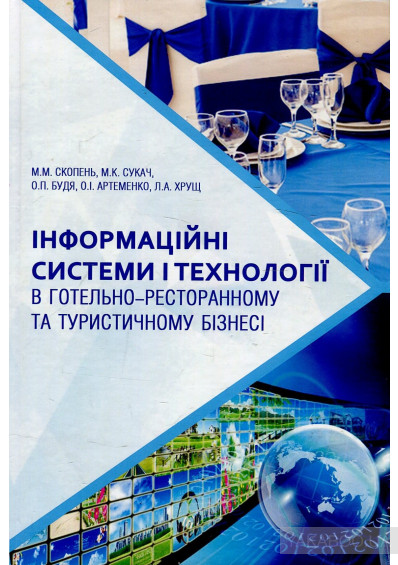 М.М. СКОПЕНЬ, М.К. СУКАЧ,
О.П. БУДЯ, О.І. АРТЕМЕНКО, Л.А. ХРУЩ
ІНФОРМАЦІЙНІ
СИСТЕМИ І ТЕХНОЛОГІЇ
В ГОТЕЛЬНО–РЕСТОРАННОМУ
ТА ТУРИСТИЧНОМУ БІЗНЕСІ